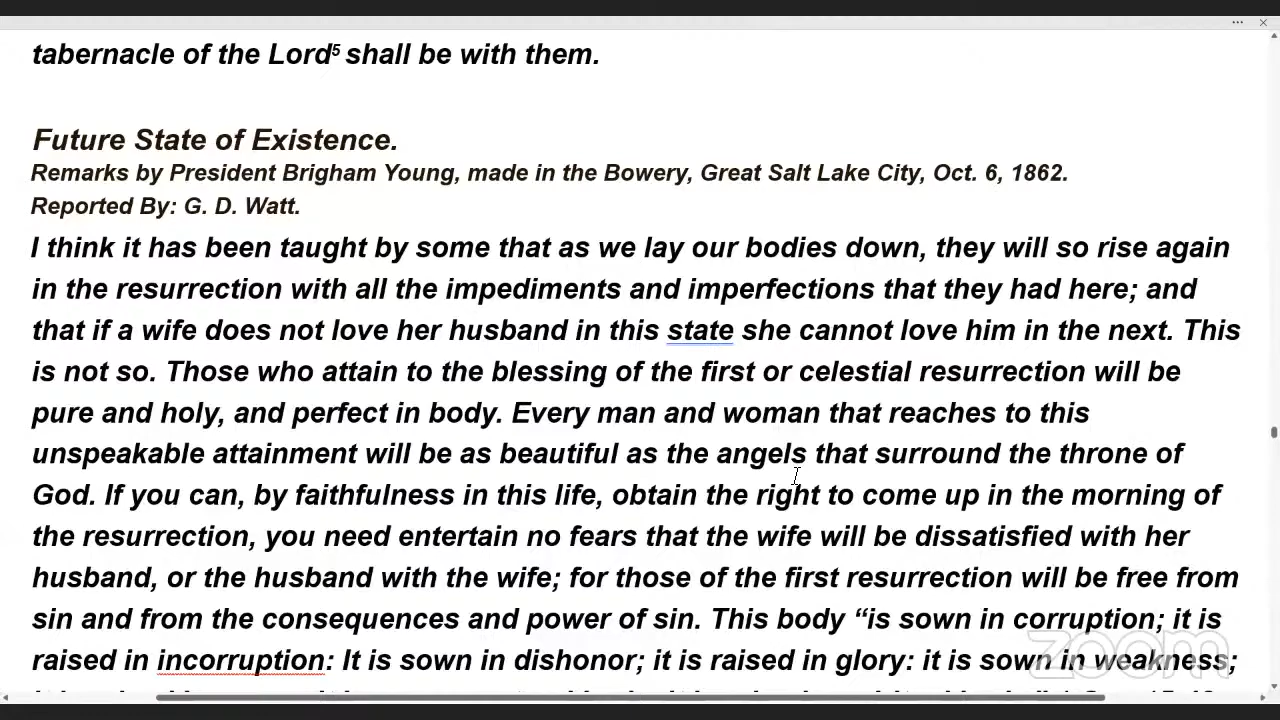 tabernacle of the Lord⁵ shall be with them.
Future State of Existence.
Remarks by President Brigham Young, made in the Bowery, Great Salt Lake City, Oct. 6, 1862.
Reported By: G. D. Watt.
I think it has been taught by some that as we lay our bodies down, they will so rise again
in the resurrection with all the impediments and imperfections that they had here; and
that if a wife does not love her husband in this state she cannot love him in the next. This
is not so. Those who attain to the blessing of the first or celestial resurrection will be
pure and holy, and perfect in body. Every man and woman that reaches to this
unspeakable attainment will be as beautiful as the angels that surround the throne of
God. If you can, by faithfulness in this life, obtain the right to come up in the morning of
the resurrection, you need entertain no fears that the wife will be dissatisfied with her
husband, or the husband with the wife; for those of the first resurrection will be free from
sin and from the consequences and power of sin. This body “is sown in corruption; it is
raised in incorruption: It is sown in dishonor; it is raised in glory: it is sown in weakness;
zoom